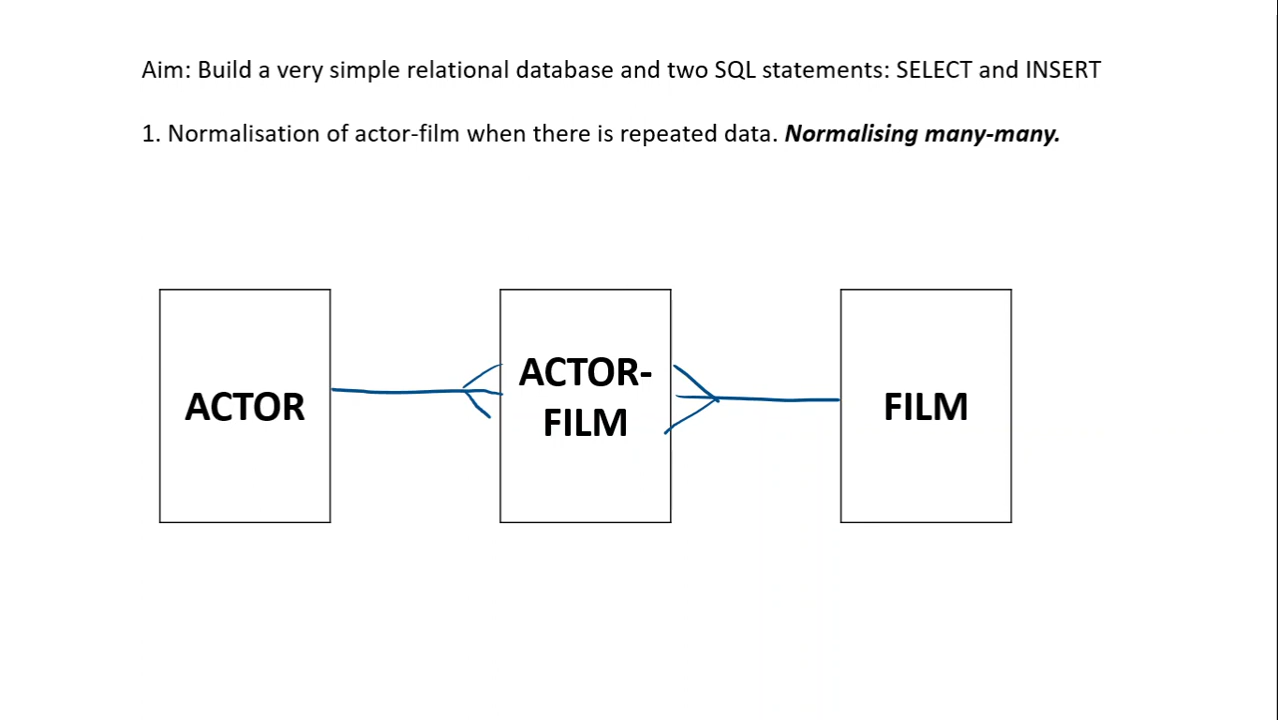 Aim: Build a very simple relational database and two SQL statements: SELECT and INSERT
1. Normalisation of actor-film when there is repeated data. Normalising many-many.
ACTOR
ACTOR-
FILM
FILM